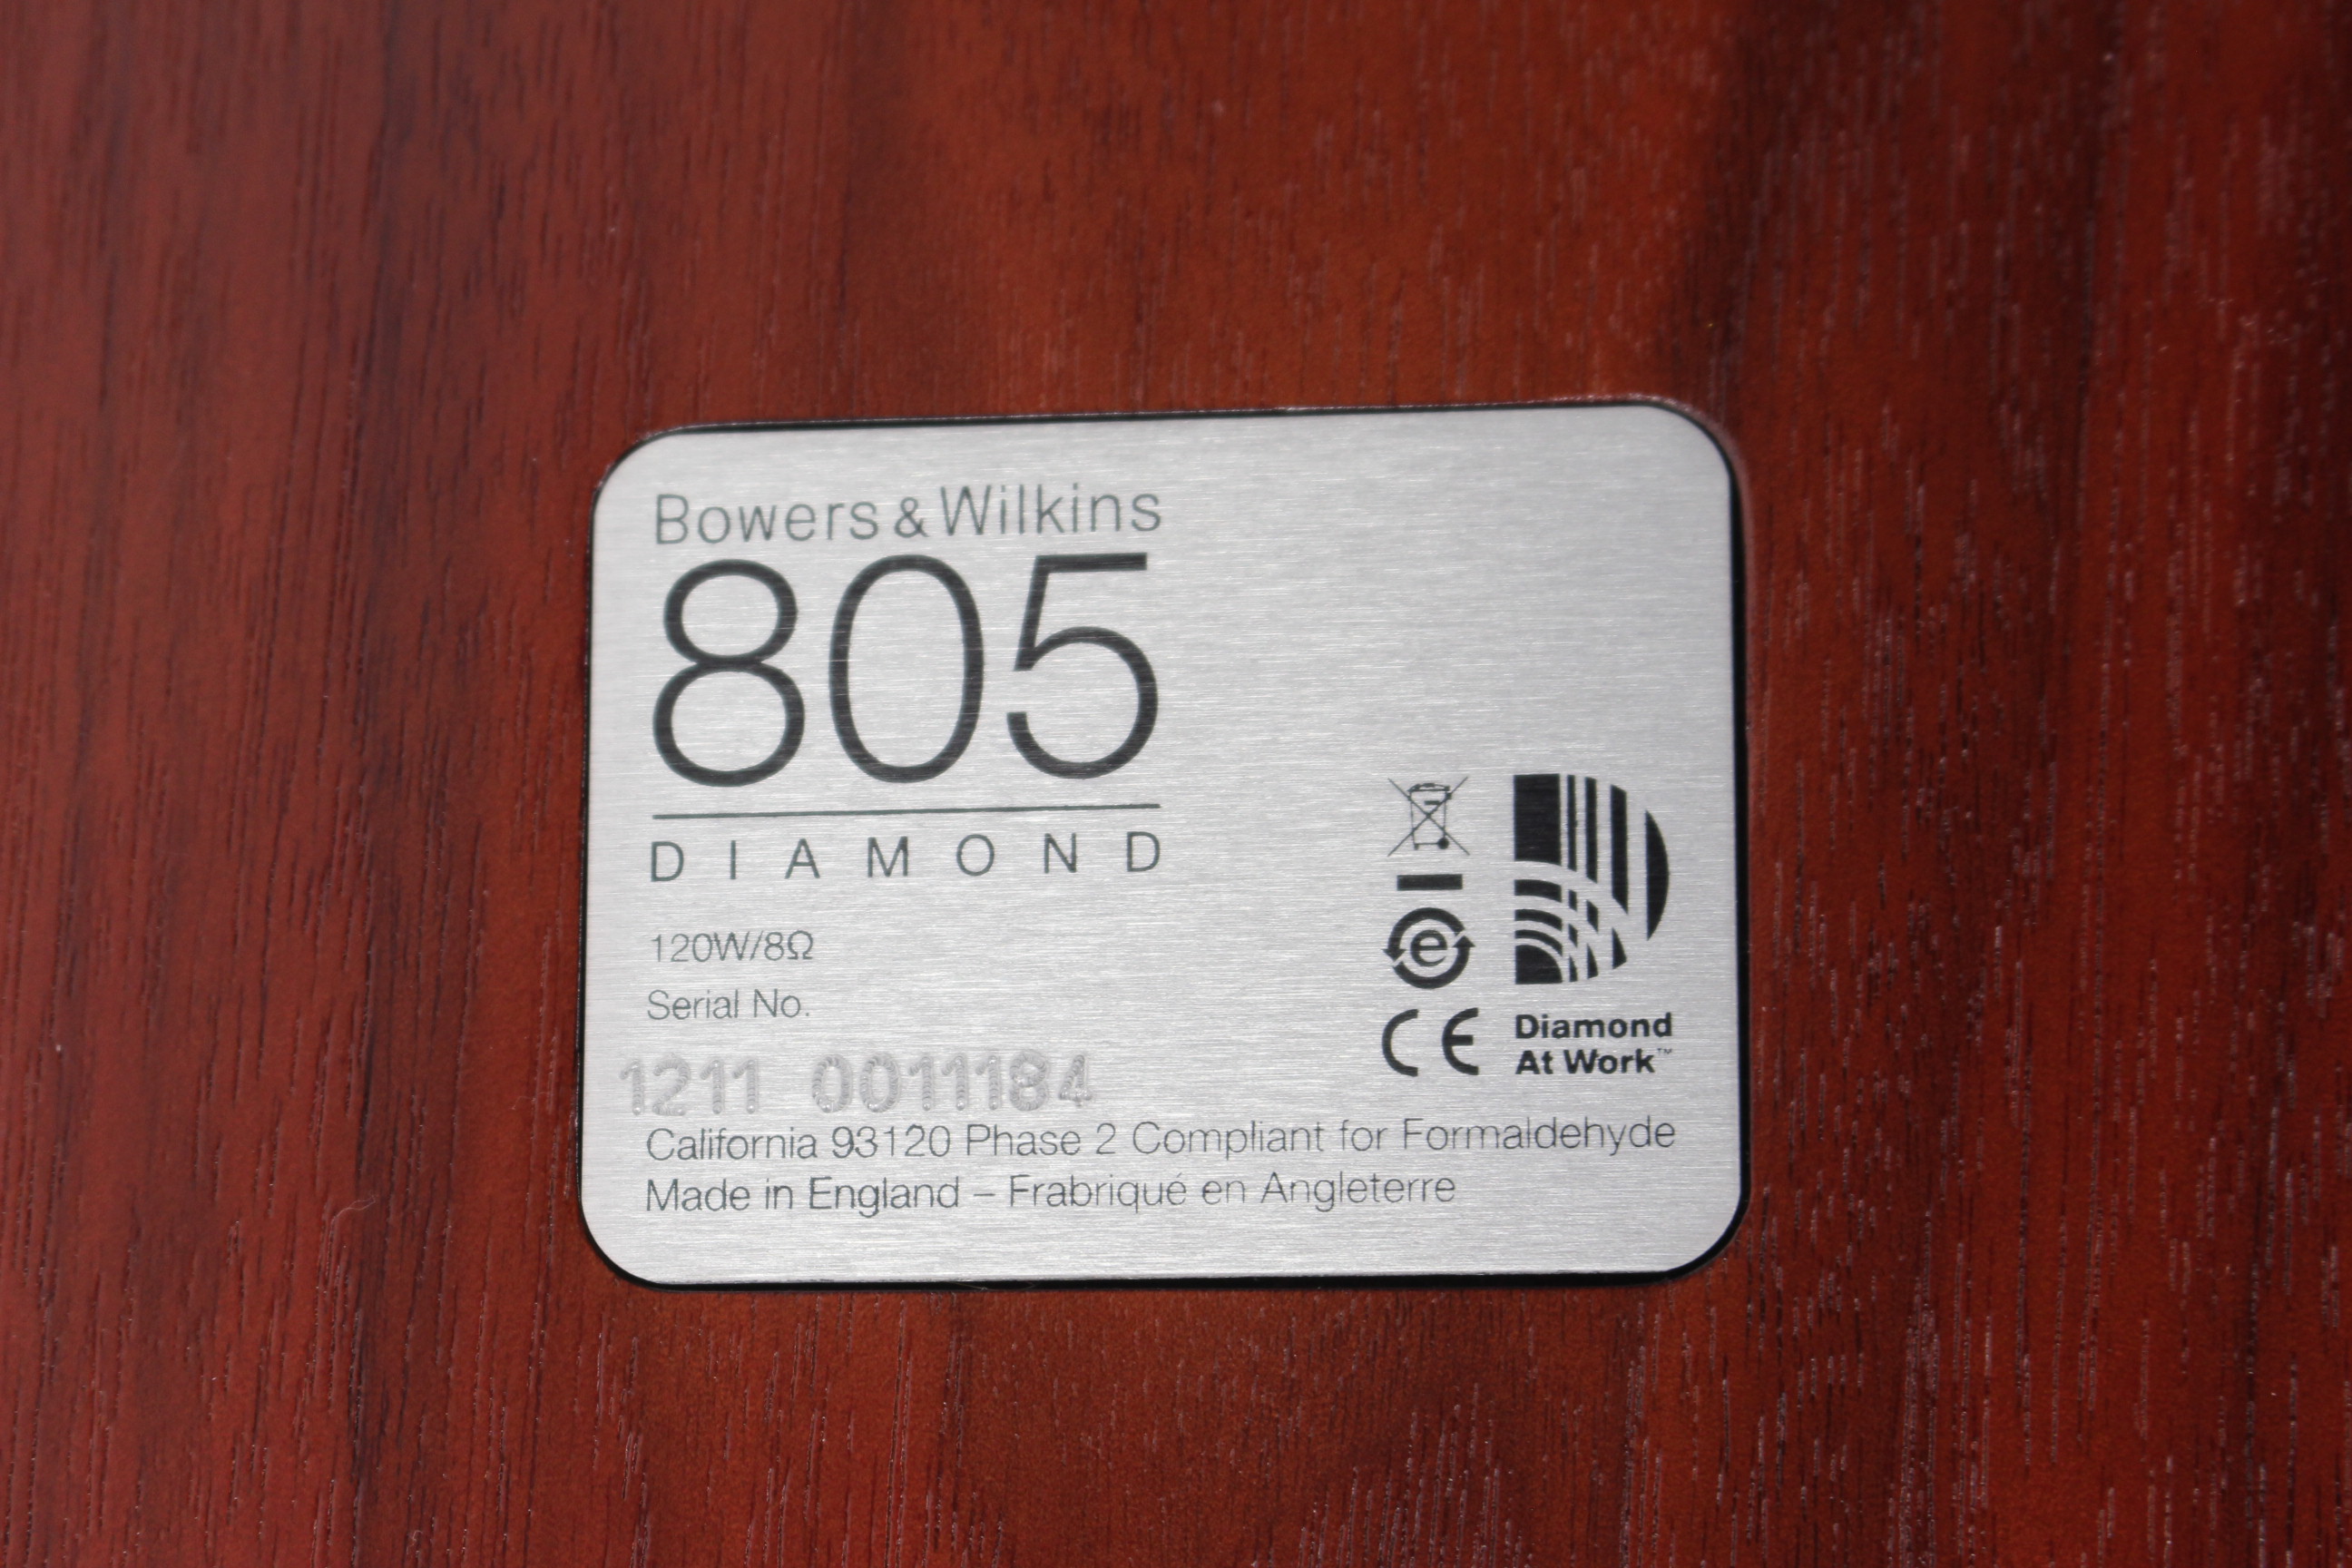 Bowers & Wilkins
805
DIAMOND
120W/8Ω
Serial No.
1211 0011184
e
CE
Diamond
At Work™
California 93120 Phase 2 Compliant for Formaldehyde
Made in England – Frabriqué en Angleterre